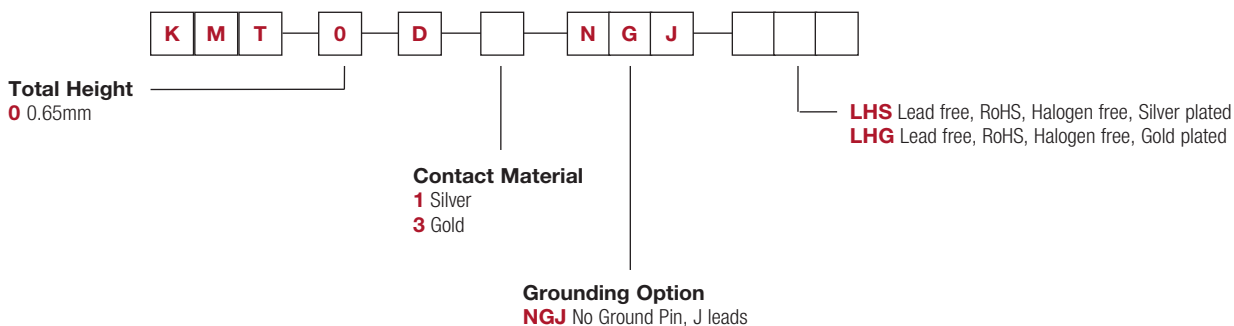 K M T 0 D N G J
Total Height
0 0.65mm
LHS Lead free, RoHS, Halogen free, Silver plated
LHG Lead free, RoHS, Halogen free, Gold plated
Contact Material
1 Silver
3 Gold
Grounding Option
NGJ No Ground Pin, J leads